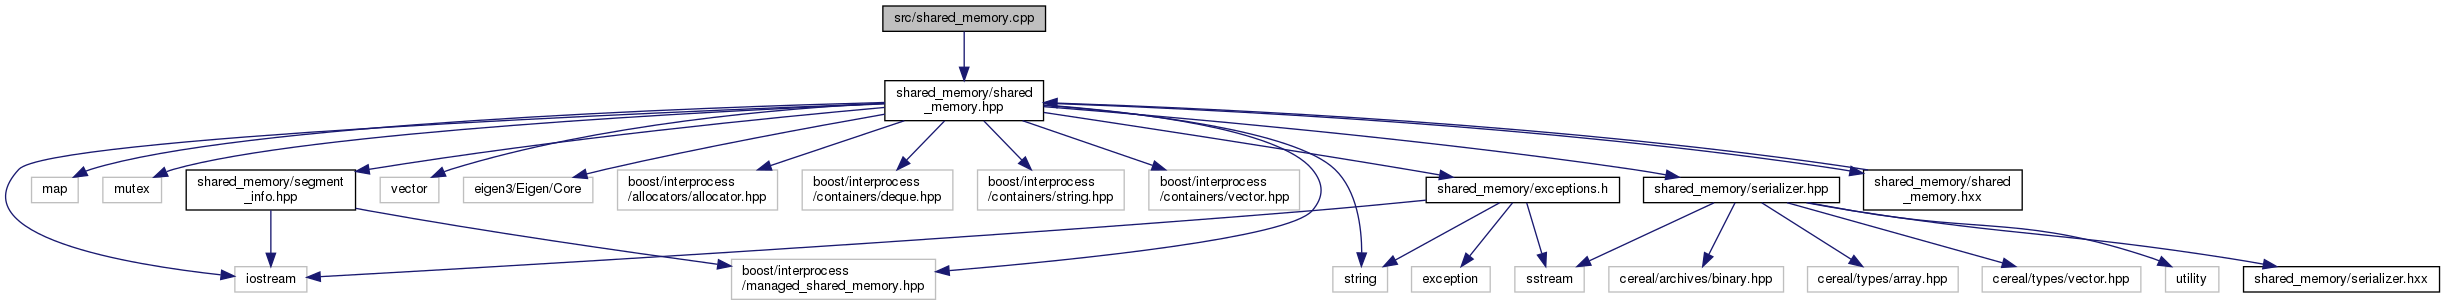 src/shared_memory.cpp
shared_memory/shared
_memory.hpp
map
mutex
shared_memory/segment
_info.hpp
vector
eigen3/Eigen/Core
boost/interprocess
/allocators/allocator.hpp
boost/interprocess
/containers/deque.hpp
boost/interprocess
/containers/string.hpp
boost/interprocess
/containers/vector.hpp
shared_memory/exceptions.h
shared_memory/serializer.hpp
shared_memory/shared
_memory.hxx
iostream
boost/interprocess
/managed_shared_memory.hpp
string
exception
sstream
cereal/archives/binary.hpp
cereal/types/array.hpp
cereal/types/vector.hpp
utility
shared_memory/serializer.hxx